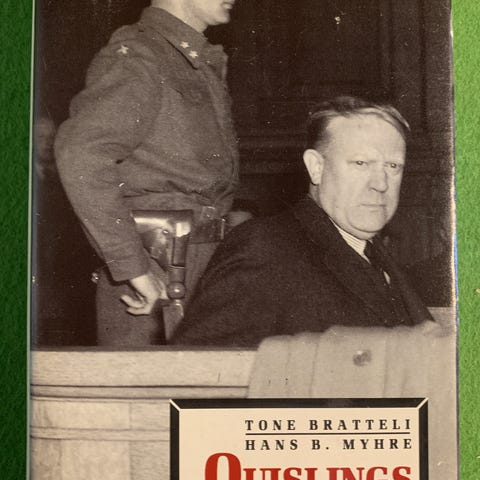 TONE BRATTELI
HANS B. MYHRE
QUISLINGS